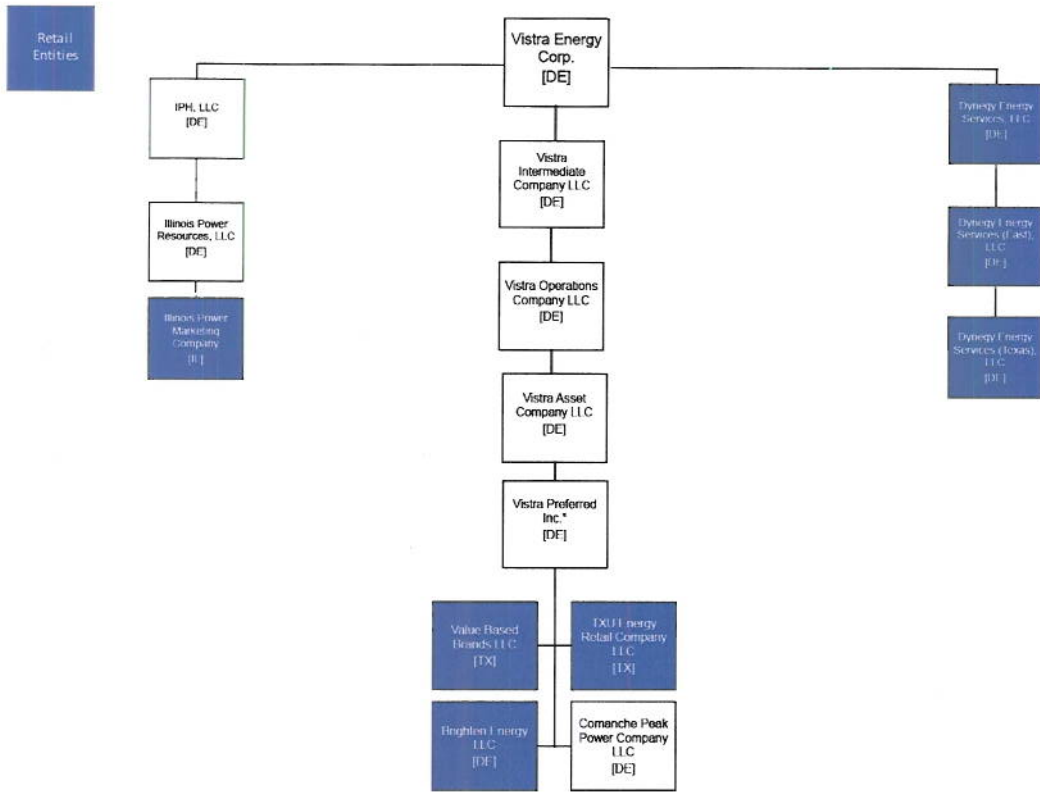 Retail
Entities
Vistra Energy
Corp.
[DE]
IPH, LLC
[DE]
Dynegy Energy
Services, LLC
[DE]
Vistra
Intermediate
Company LLC
[DE]
Illinois Power
Resources, LLC
[DE]
Dynegy Energy
Services (East),
LLC
[DE]
Vistra Operations
Company LLC
[DE]
Illinois Power
Marketing
Company
[IL]
Dynegy Energy
Services (Texas),
LLC
[DE]
Vistra Asset
Company LLC
[DE]
Vistra Preferred
Inc.*
[DE]
Value Based
Brands LLC
[TX]
TXU Energy
Retail Company
LLC
[TX]
Brighten Energy
LLC
[DE]
Comanche Peak
Power Company
LLC
[DE]